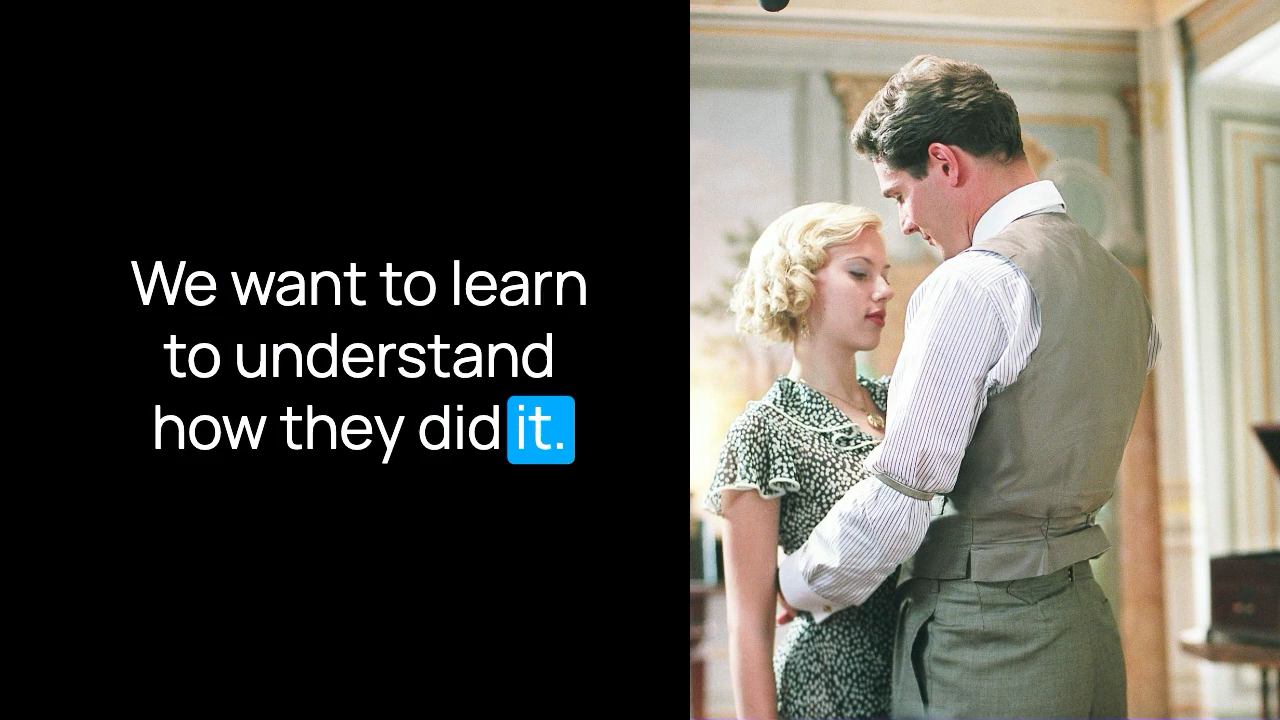 We want to learn
to understand
how they did it.